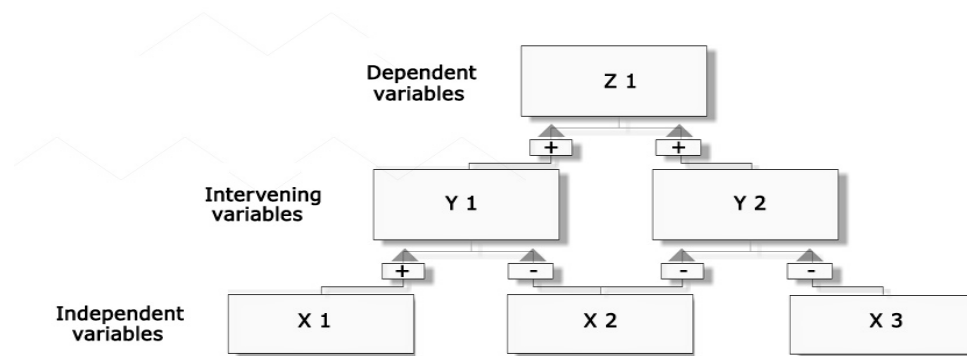 Dependent
variables
Z 1
+ +
Intervening
variables
Y 1
Y 2
+ - - -
Independent
variables
X 1
X 2
X 3